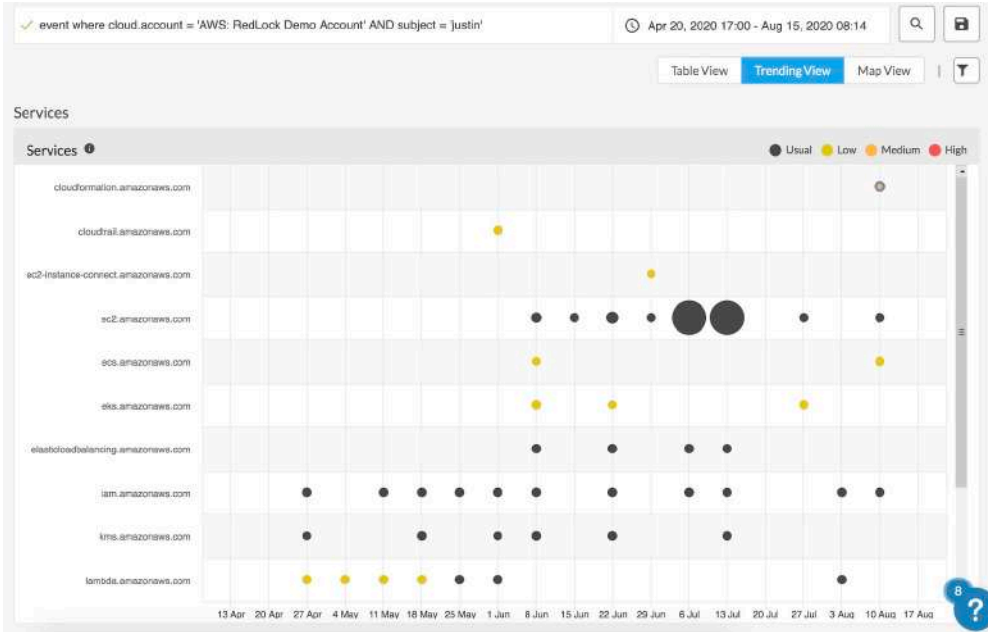 event where cloud.account = 'AWS: RedLock Demo Account' AND subject = 'justin'
Apr 20, 2020 17:00 - Aug 15, 2020 08:14
Table View
Trending View
Map View
Services
Services
Usual
Low
Medium
High
cloudformation.amazonaws.com
cloudtrail.amazonaws.com
ec2-instance-connect.amazonaws.com
ec2.amazonaws.com
ecs.amazonaws.com
eks.amazonaws.com
elasticloadbalancing.amazonaws.com
iam.amazonaws.com
kms.amazonaws.com
lambda.amazonaws.com
13 Apr 20 Apr 27 Apr 4 May 11 May 18 May 25 May 1 Jun 8 Jun 15 Jun 22 Jun 29 Jun 6 Jul 13 Jul 20 Jul 27 Jul 3 Aug 10 Aug 17 Aug
8
?